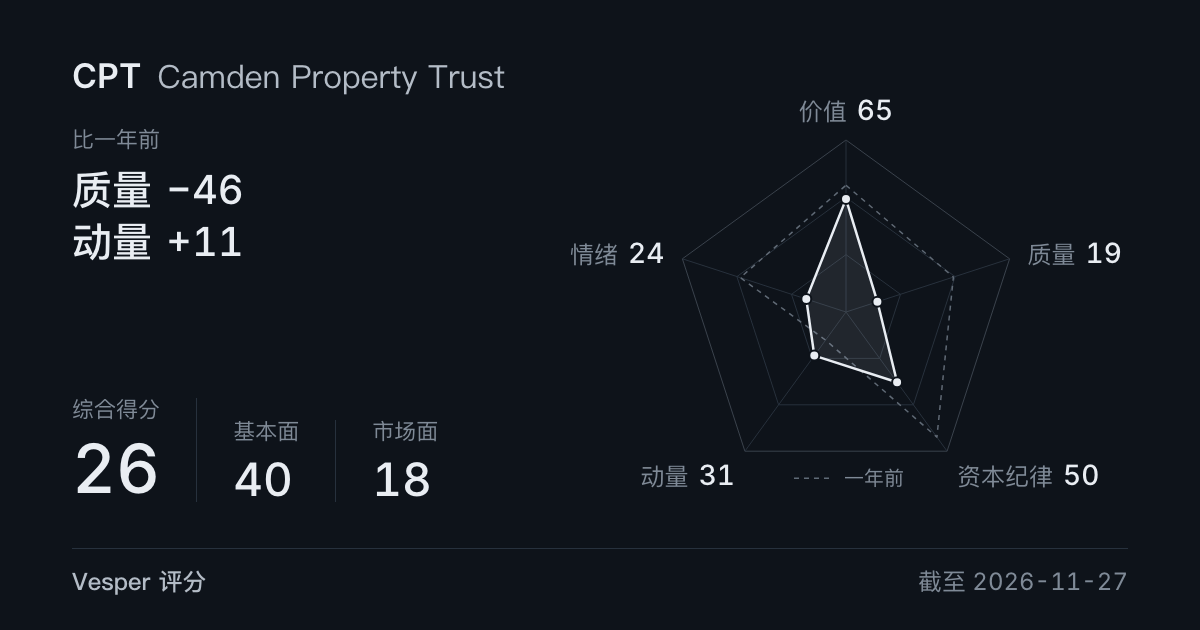 CPT Camden Property Trust
比一年前
质量 −46
动量 +11
综合得分
26
基本面
40
市场面
18
价值 65
情绪 24
质量 19
动量 31
一年前
资本纪律 50
Vesper 评分
截至 2026-11-27